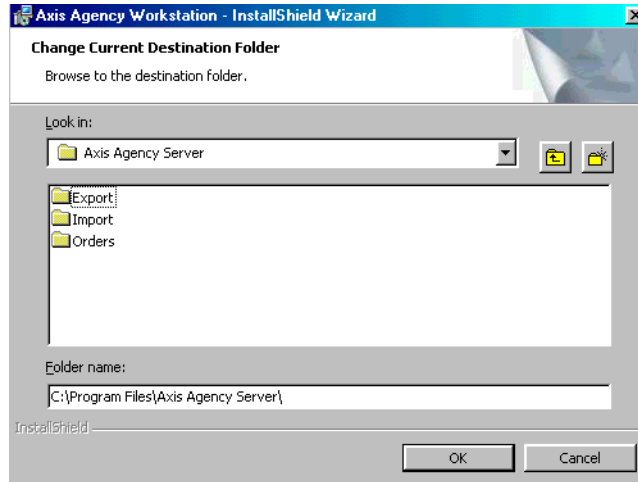 Axis Agency Workstation - InstallShield Wizard
Change Current Destination Folder
Browse to the destination folder.
Look in:
Axis Agency Server
Export
Import
Orders
Folder name:
C:\Program Files\Axis Agency Server\
InstallShield
OK Cancel